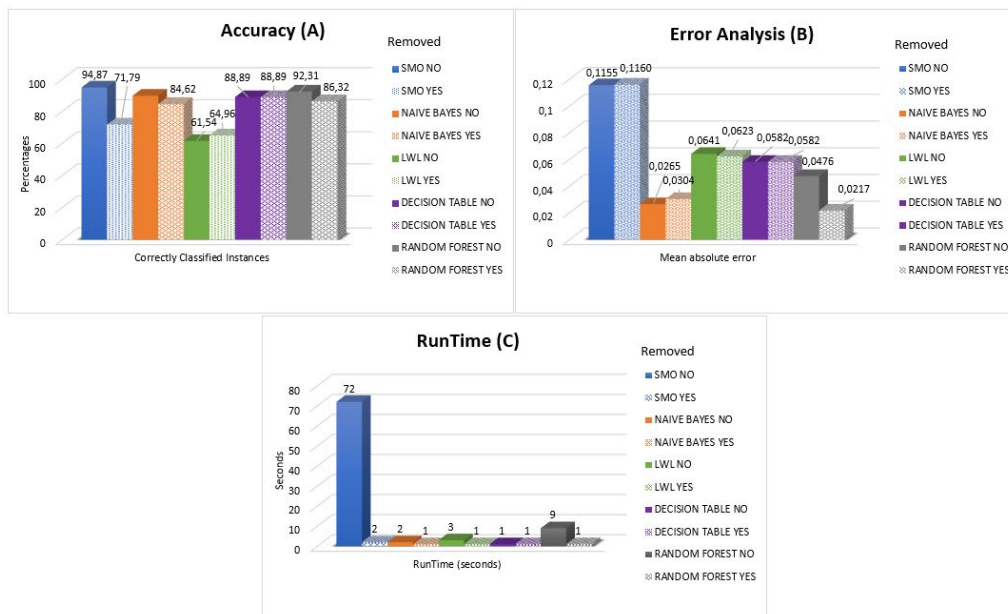 Accuracy (A)
Removed
94,87
71,79
84,62
61,54
64,96
88,89
88,89
92,31
86,32
100
80
60
40
20
0
Percentages
Correctly Classified Instances
SMO NO
SMO YES
NAIVE BAYES NO
NAIVE BAYES YES
LWL NO
LWL YES
DECISION TABLE NO
DECISION TABLE YES
RANDOM FOREST NO
RANDOM FOREST YES
Error Analysis (B)
Removed
0,1155
0,1160
0,0265
0,0304
0,0641
0,0623
0,0582
0,0582
0,0476
0,0217
0,12
0,1
0,08
0,06
0,04
0,02
0
Mean absolute error
SMO NO
SMO YES
NAIVE BAYES NO
NAIVE BAYES YES
LWL NO
LWL YES
DECISION TABLE NO
DECISION TABLE YES
RANDOM FOREST NO
RANDOM FOREST YES
RunTime (C)
Removed
72
2
2
1
3
1
1
1
9
1
80
70
60
50
40
30
20
10
0
Seconds
RunTime (seconds)
SMO NO
SMO YES
NAIVE BAYES NO
NAIVE BAYES YES
LWL NO
LWL YES
DECISION TABLE NO
DECISION TABLE YES
RANDOM FOREST NO
RANDOM FOREST YES